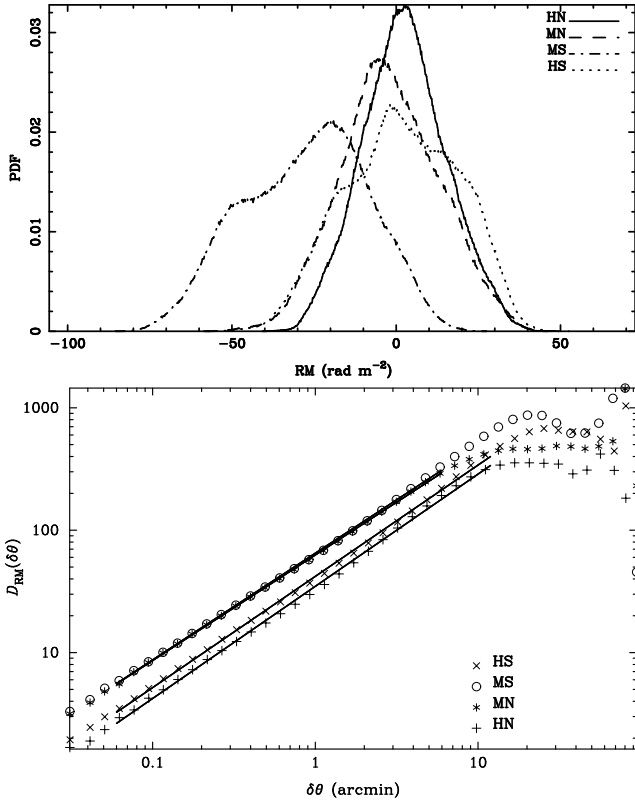 0.03
0.02
0.01
0
PDF
HN
MN
MS
HS
−100
−50
0
50
RM (rad m⁻²)
1000
100
10
D_RM(δθ)
HS
MS
MN
HN
0.1
1
10
δθ (arcmin)